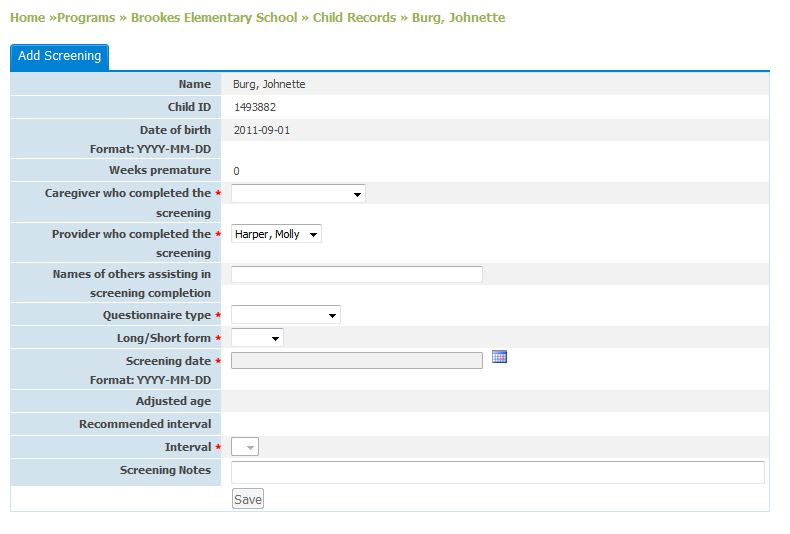 Home »Programs » Brookes Elementary School » Child Records » Burg, Johnette
Add Screening
Name Burg, Johnette
Child ID 1493882
Date of birth 2011-09-01
Format: YYYY-MM-DD
Weeks premature 0
Caregiver who completed the *
screening
Provider who completed the * Harper, Molly
screening
Names of others assisting in
screening completion
Questionnaire type *
Long/Short form *
Screening date *
Format: YYYY-MM-DD
Adjusted age
Recommended interval
Interval *
Screening Notes
Save